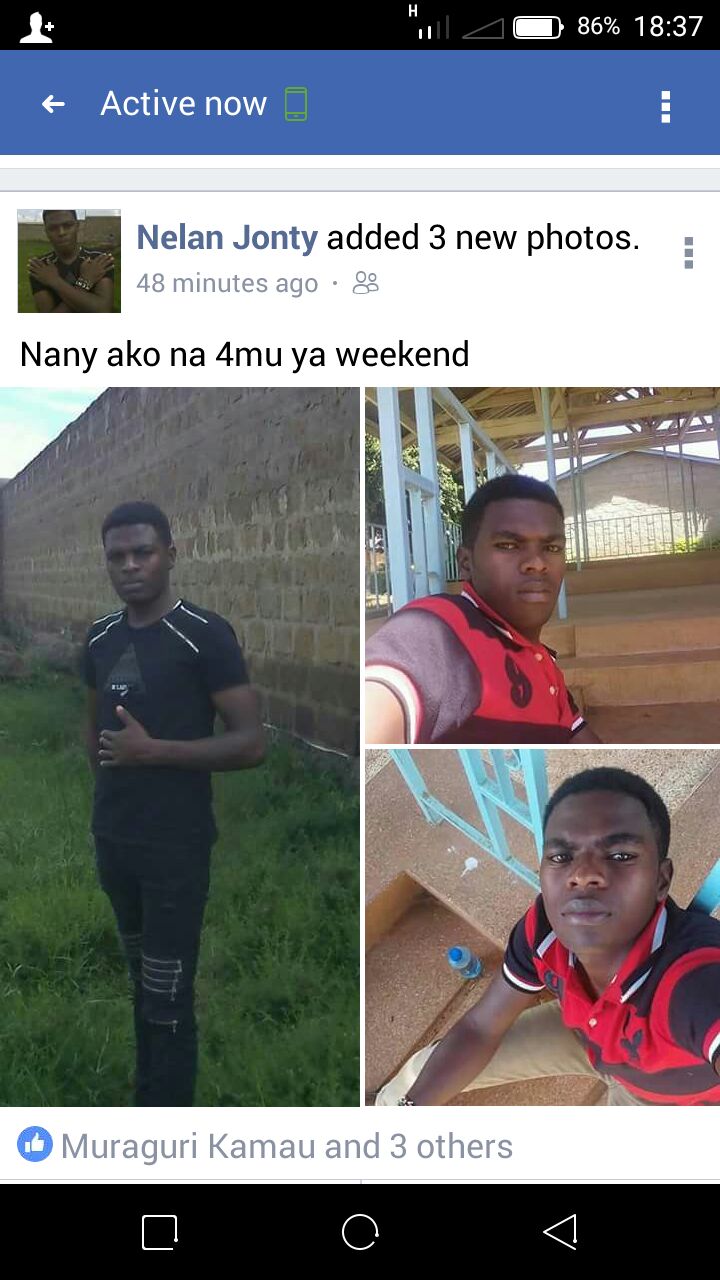 H
86% 18:37
Active now
Nelan Jonty added 3 new photos.
48 minutes ago ·
Nany ako na 4mu ya weekend
8
Muraguri Kamau and 3 others